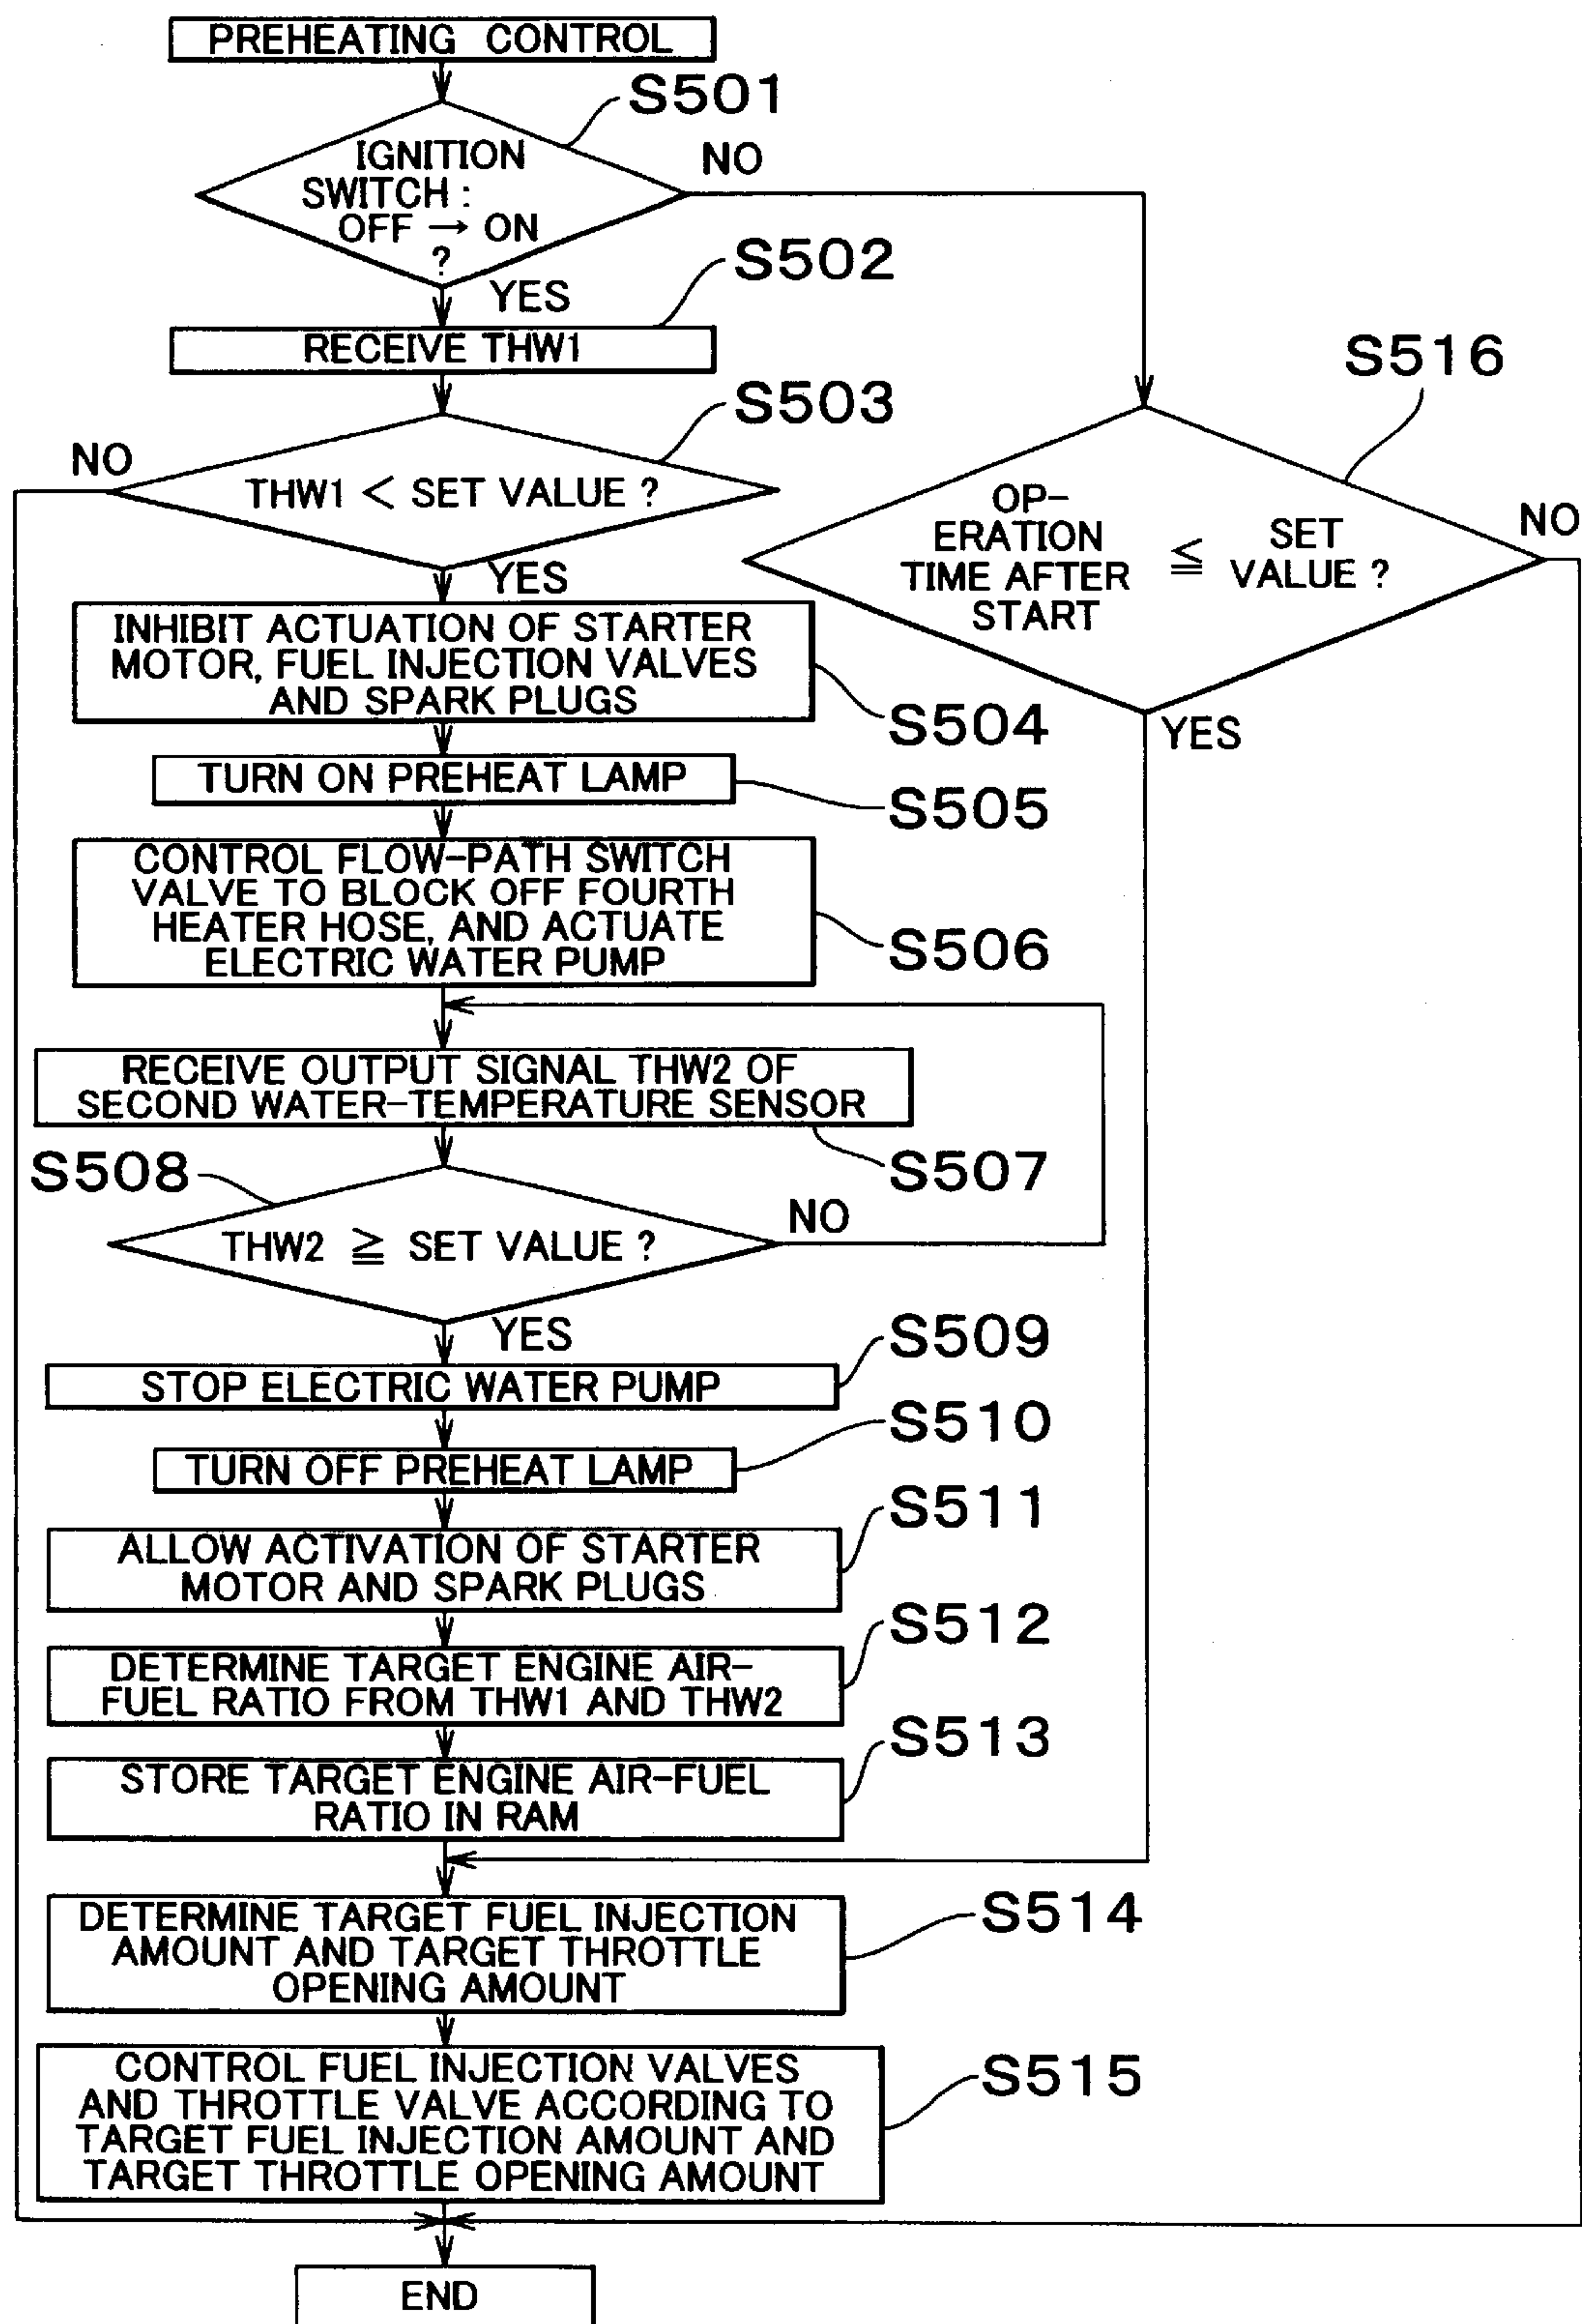 PREHEATING CONTROL
S501
IGNITION
SWITCH :
OFF → ON
?
NO
YES
S502
RECEIVE THW1
S503
NO
THW1 < SET VALUE ?
YES
S516
OP-
ERATION
TIME AFTER
START
≦
SET
VALUE ?
NO
YES
INHIBIT ACTUATION OF STARTER
MOTOR, FUEL INJECTION VALVES
AND SPARK PLUGS
S504
TURN ON PREHEAT LAMP
S505
CONTROL FLOW-PATH SWITCH
VALVE TO BLOCK OFF FOURTH
HEATER HOSE, AND ACTUATE
ELECTRIC WATER PUMP
S506
RECEIVE OUTPUT SIGNAL THW2 OF
SECOND WATER-TEMPERATURE SENSOR
S507
S508
THW2 ≧ SET VALUE ?
NO
YES
S509
STOP ELECTRIC WATER PUMP
S510
TURN OFF PREHEAT LAMP
S511
ALLOW ACTIVATION OF STARTER
MOTOR AND SPARK PLUGS
S512
DETERMINE TARGET ENGINE AIR-
FUEL RATIO FROM THW1 AND THW2
S513
STORE TARGET ENGINE AIR-FUEL
RATIO IN RAM
S514
DETERMINE TARGET FUEL INJECTION
AMOUNT AND TARGET THROTTLE
OPENING AMOUNT
S515
CONTROL FUEL INJECTION VALVES
AND THROTTLE VALVE ACCORDING TO
TARGET FUEL INJECTION AMOUNT AND
TARGET THROTTLE OPENING AMOUNT
END